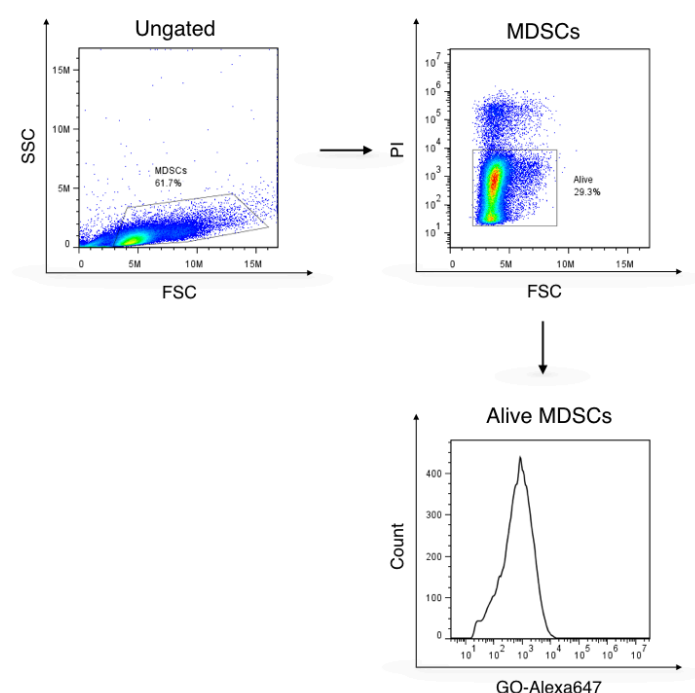 Ungated
SSC
15M
10M
5M
0
MDSCs
61.7%
0
5M
10M
15M
FSC
MDSCs
PI
10^7
10^6
10^5
10^4
10^3
10^2
10^1
Alive
29.3%
0
5M
10M
15M
FSC
Alive MDSCs
Count
400
300
200
100
0
10^1
10^2
10^3
10^4
10^5
10^6
10^7
GO-Alexa647